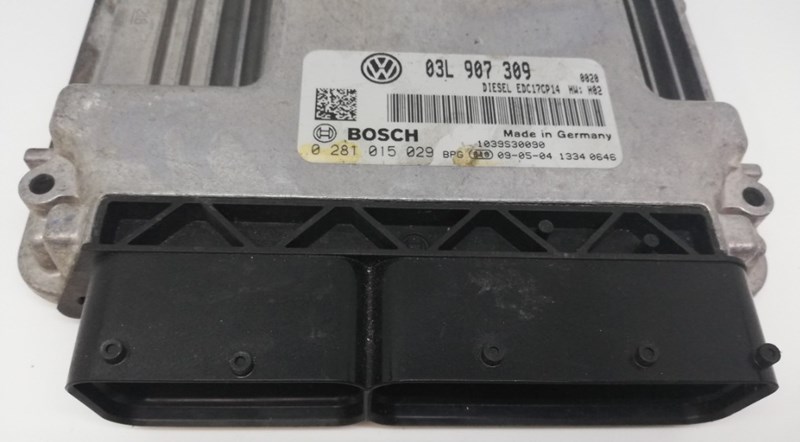 03L 907 309 0020
DIESEL EDC17CP14 HW: H02
BOSCH Made in Germany
1039S30090
0 281 015 029 BPG 09-05-04 1334 0646